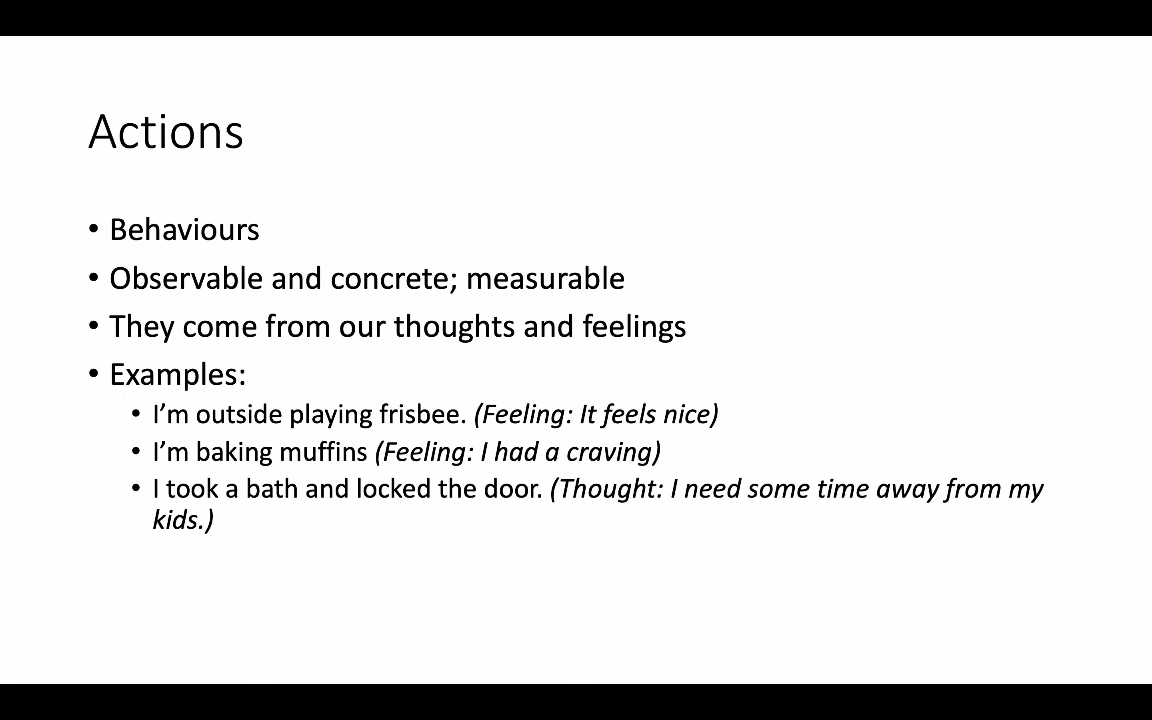 Actions
• Behaviours
• Observable and concrete; measurable
• They come from our thoughts and feelings
• Examples:
• I’m outside playing frisbee. (Feeling: It feels nice)
• I’m baking muffins (Feeling: I had a craving)
• I took a bath and locked the door. (Thought: I need some time away from my
kids.)